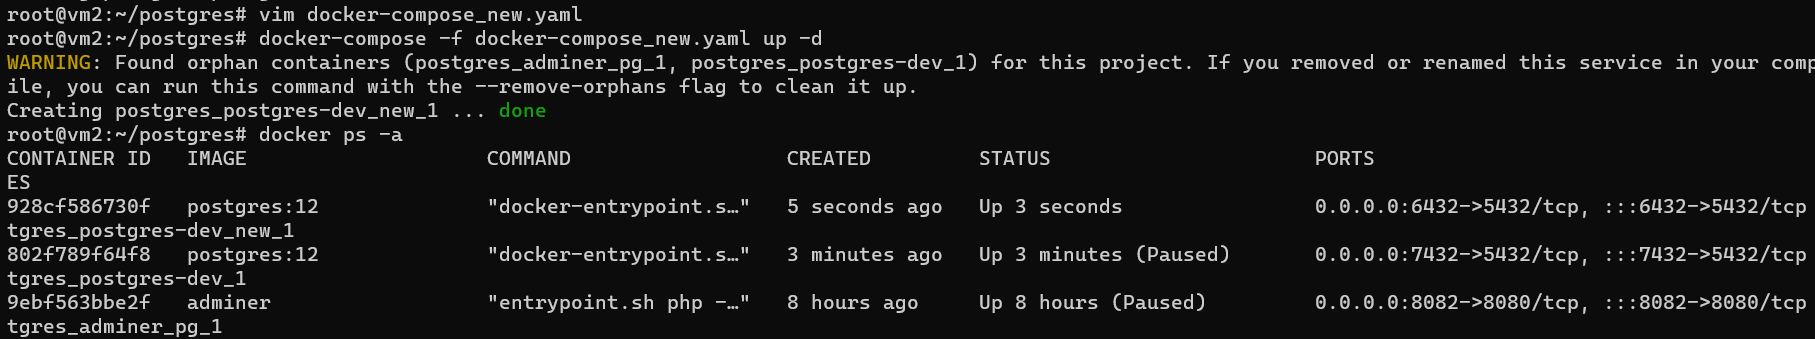 root@vm2:~/postgres# vim docker-compose_new.yaml
root@vm2:~/postgres# docker-compose -f docker-compose_new.yaml up -d
WARNING: Found orphan containers (postgres_adminer_pg_1, postgres_postgres-dev_1) for this project. If you removed or renamed this service in your comp
ile, you can run this command with the --remove-orphans flag to clean it up.
Creating postgres_postgres-dev_new_1 ... done
root@vm2:~/postgres# docker ps -a
CONTAINER ID   IMAGE                    COMMAND                  CREATED         STATUS                      PORTS
ES
928cf586730f   postgres:12              "docker-entrypoint.s…"   5 seconds ago   Up 3 seconds                0.0.0.0:6432->5432/tcp, :::6432->5432/tcp
tgres_postgres-dev_new_1
802f789f64f8   postgres:12              "docker-entrypoint.s…"   3 minutes ago   Up 3 minutes (Paused)       0.0.0.0:7432->5432/tcp, :::7432->5432/tcp
tgres_postgres-dev_1
9ebf563bbe2f   adminer                  "entrypoint.sh php -…"   8 hours ago     Up 8 hours (Paused)         0.0.0.0:8082->8080/tcp, :::8082->8080/tcp
tgres_adminer_pg_1